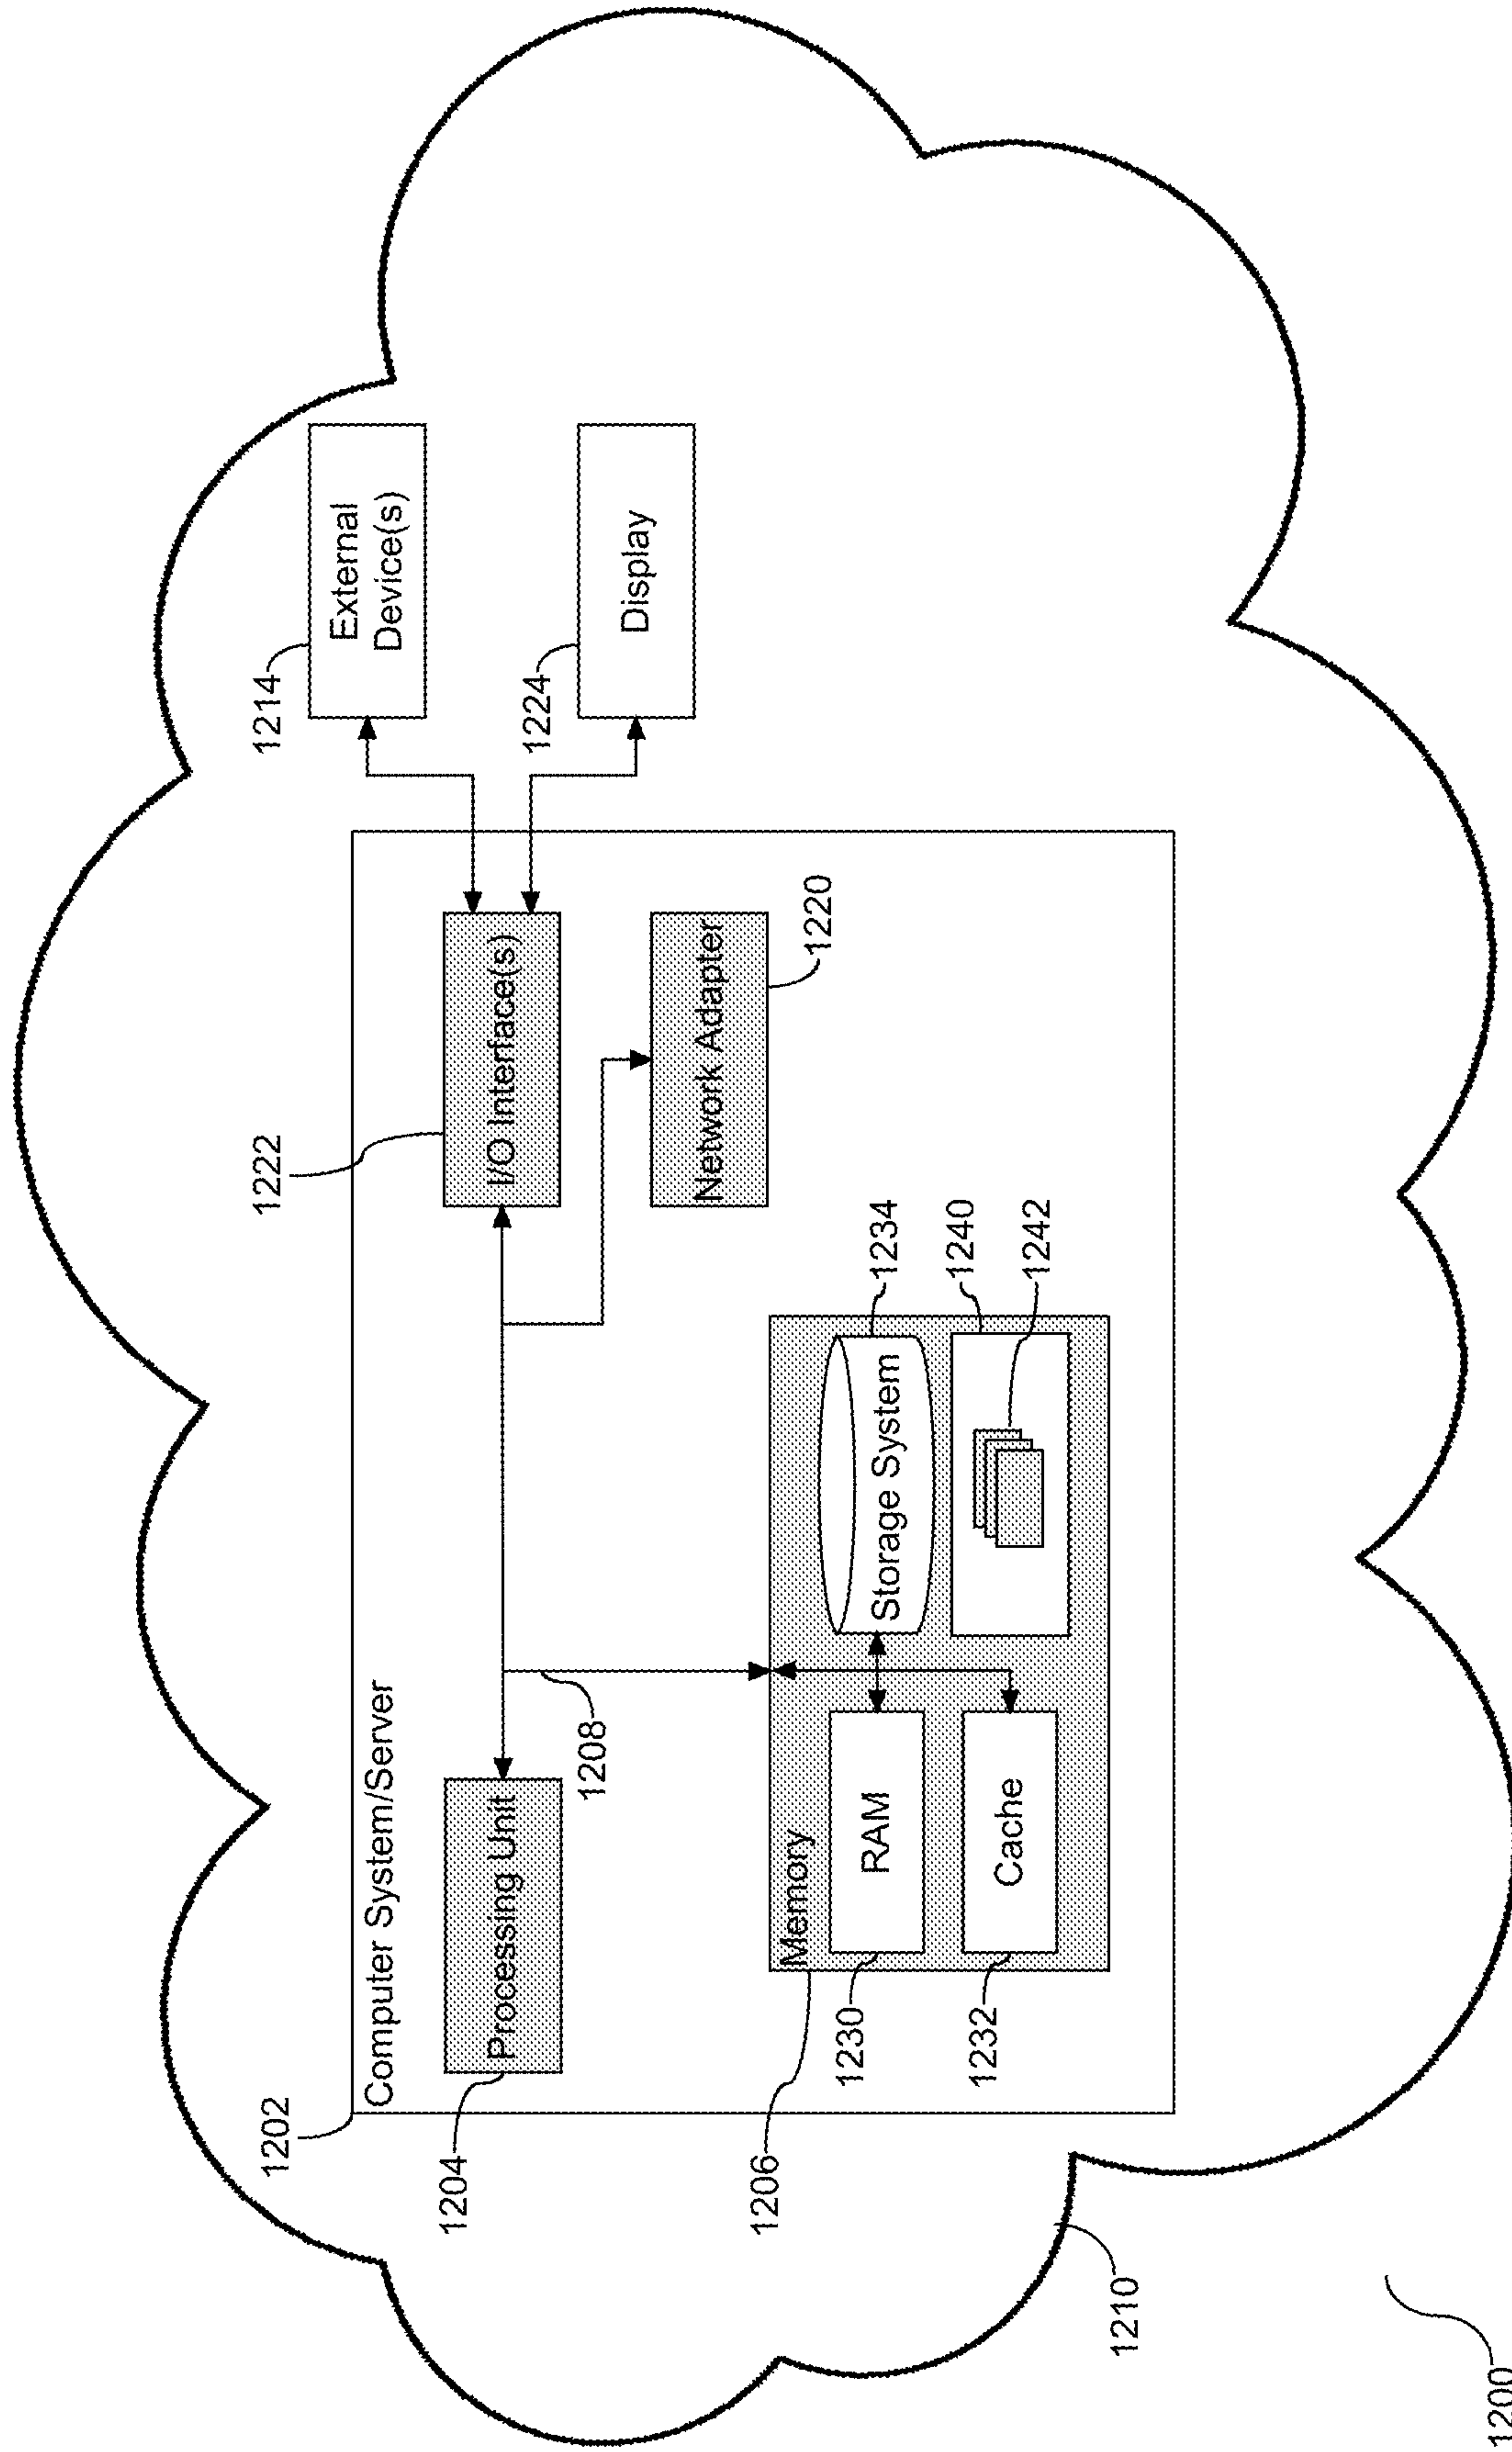 1202
Computer System/Server
1204
Processing Unit
1208
1222
I/O Interface(s)
1214
External
Device(s)
1224
Display
Network Adapter
1220
1206
Memory
1230
RAM
1232
Cache
Storage System
1234
1240
1242
1210
1200